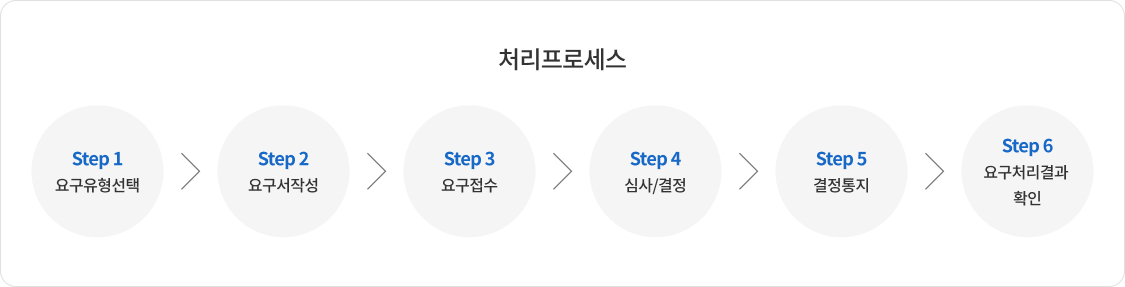 처리프로세스
Step 1
요구유형선택
Step 2
요구서작성
Step 3
요구접수
Step 4
심사/결정
Step 5
결정통지
Step 6
요구처리결과
확인